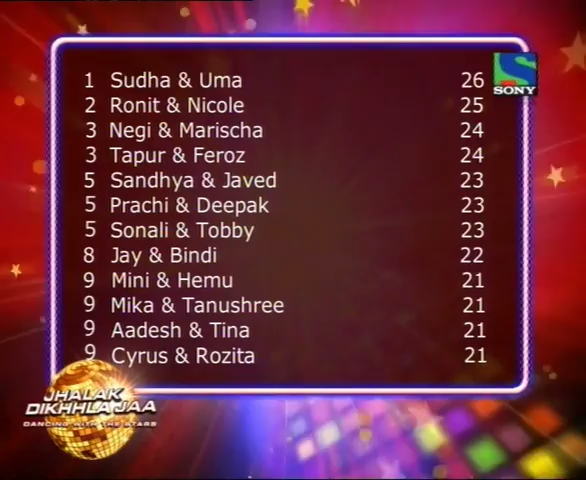 1 Sudha & Uma 26
2 Ronit & Nicole 25
3 Negi & Marischa 24
3 Tapur & Feroz 24
5 Sandhya & Javed 23
5 Prachi & Deepak 23
5 Sonali & Tobby 23
8 Jay & Bindi 22
9 Mini & Hemu 21
9 Mika & Tanushree 21
9 Aadesh & Tina 21
9 Cyrus & Rozita 21
S
SONY
JHALAK
DIKHHLA JAA
DANCING WITH THE STARS